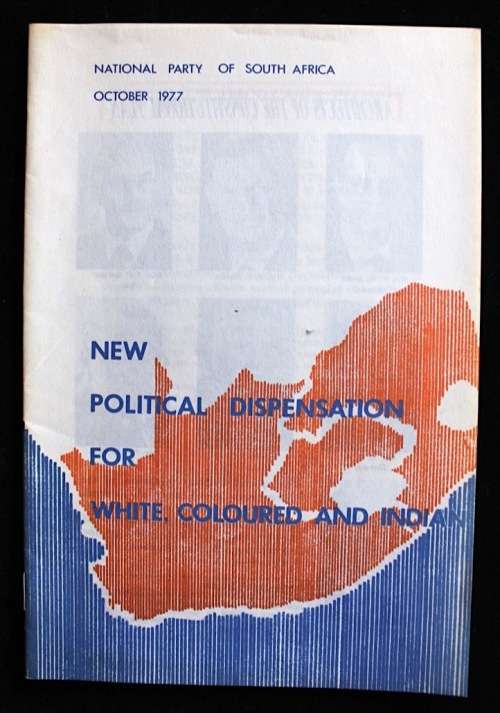 NATIONAL PARTY OF SOUTH AFRICA
OCTOBER 1977
NEW
POLITICAL DISPENSATION
FOR
WHITE, COLOURED AND INDIAN